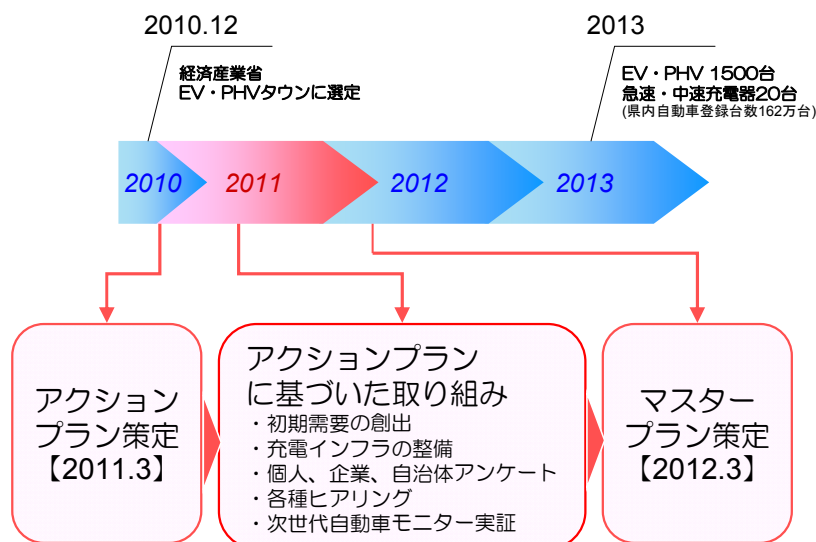 2010.12
経済産業省
EV・PHVタウンに選定
2013
EV・PHV 1500台
急速・中速充電器20台
(県内自動車登録台数162万台)
2010
2011
2012
2013
アクション
プラン策定
【2011.3】
アクションプラン
に基づいた取り組み
・初期需要の創出
・充電インフラの整備
・個人、企業、自治体アンケート
・各種ヒアリング
・次世代自動車モニター実証
マスター
プラン策定
【2012.3】